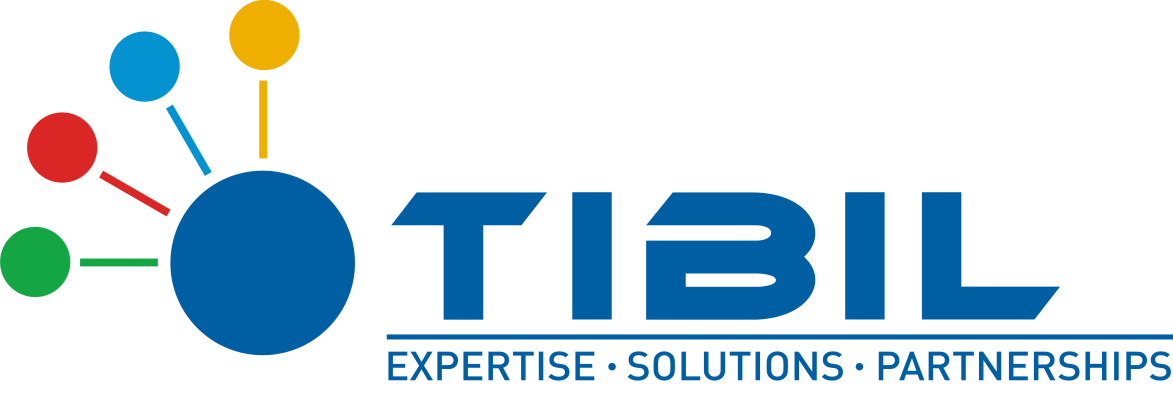 TIBIL
EXPERTISE · SOLUTIONS · PARTNERSHIPS